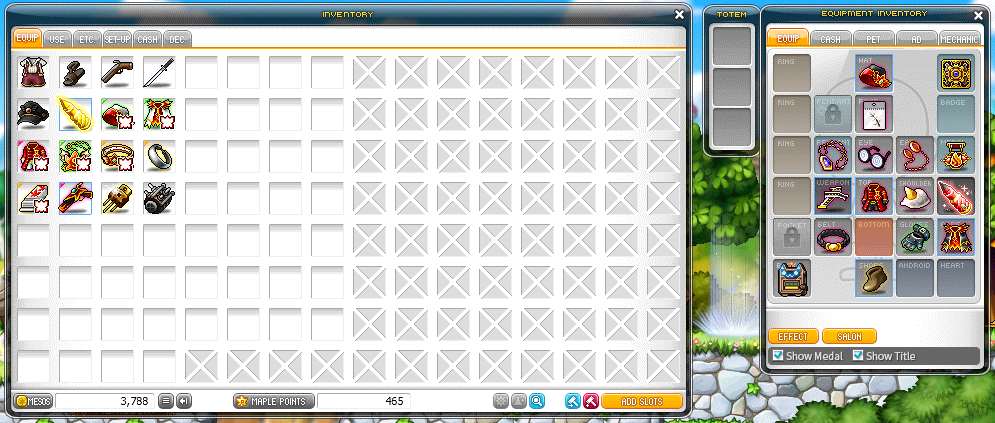 INVENTORY
EQUIP USE ETC. SET-UP CASH DEC.
MESOS 3,788 MAPLE POINTS 465 ADD SLOTS
TOTEM
EQUIPMENT INVENTORY
EQUIP CASH PET AD MECHANIC
RING HAT
RING PENDANT BADGE
RING EYE
RING WEAPON TOP SHOULDER
POCKET BELT BOTTOM GLOVES
SHOES ANDROID HEART
EFFECT SALON
Show Medal Show Title